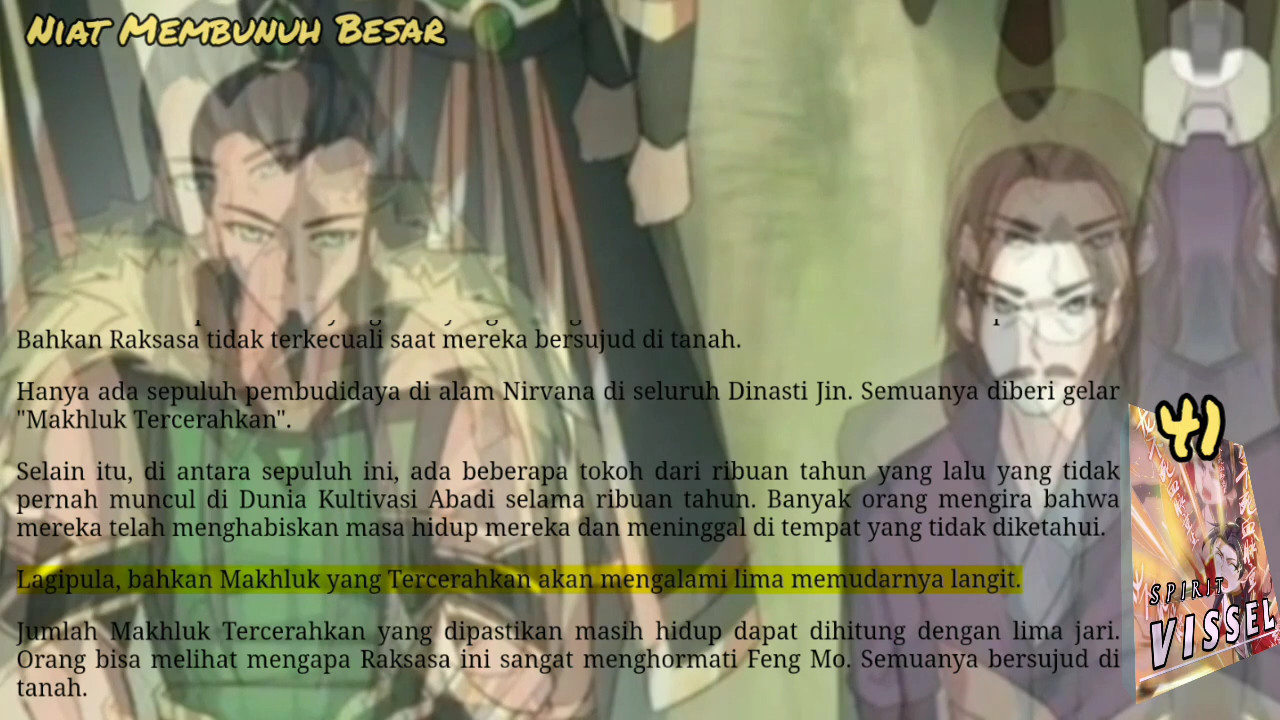 Niat Membunuh Besar
Bahkan Raksasa tidak terkecuali saat mereka bersujud di tanah.
Hanya ada sepuluh pembudidaya di alam Nirvana di seluruh Dinasti Jin. Semuanya diberi gelar
"Makhluk Tercerahkan".
Selain itu, di antara sepuluh ini, ada beberapa tokoh dari ribuan tahun yang lalu yang tidak
pernah muncul di Dunia Kultivasi Abadi selama ribuan tahun. Banyak orang mengira bahwa
mereka telah menghabiskan masa hidup mereka dan meninggal di tempat yang tidak diketahui.
Lagipula, bahkan Makhluk yang Tercerahkan akan mengalami lima memudarnya langit.
Jumlah Makhluk Tercerahkan yang dipastikan masih hidup dapat dihitung dengan lima jari.
Orang bisa melihat mengapa Raksasa ini sangat menghormati Feng Mo. Semuanya bersujud di
tanah.
41
SPIRIT
VISSEL